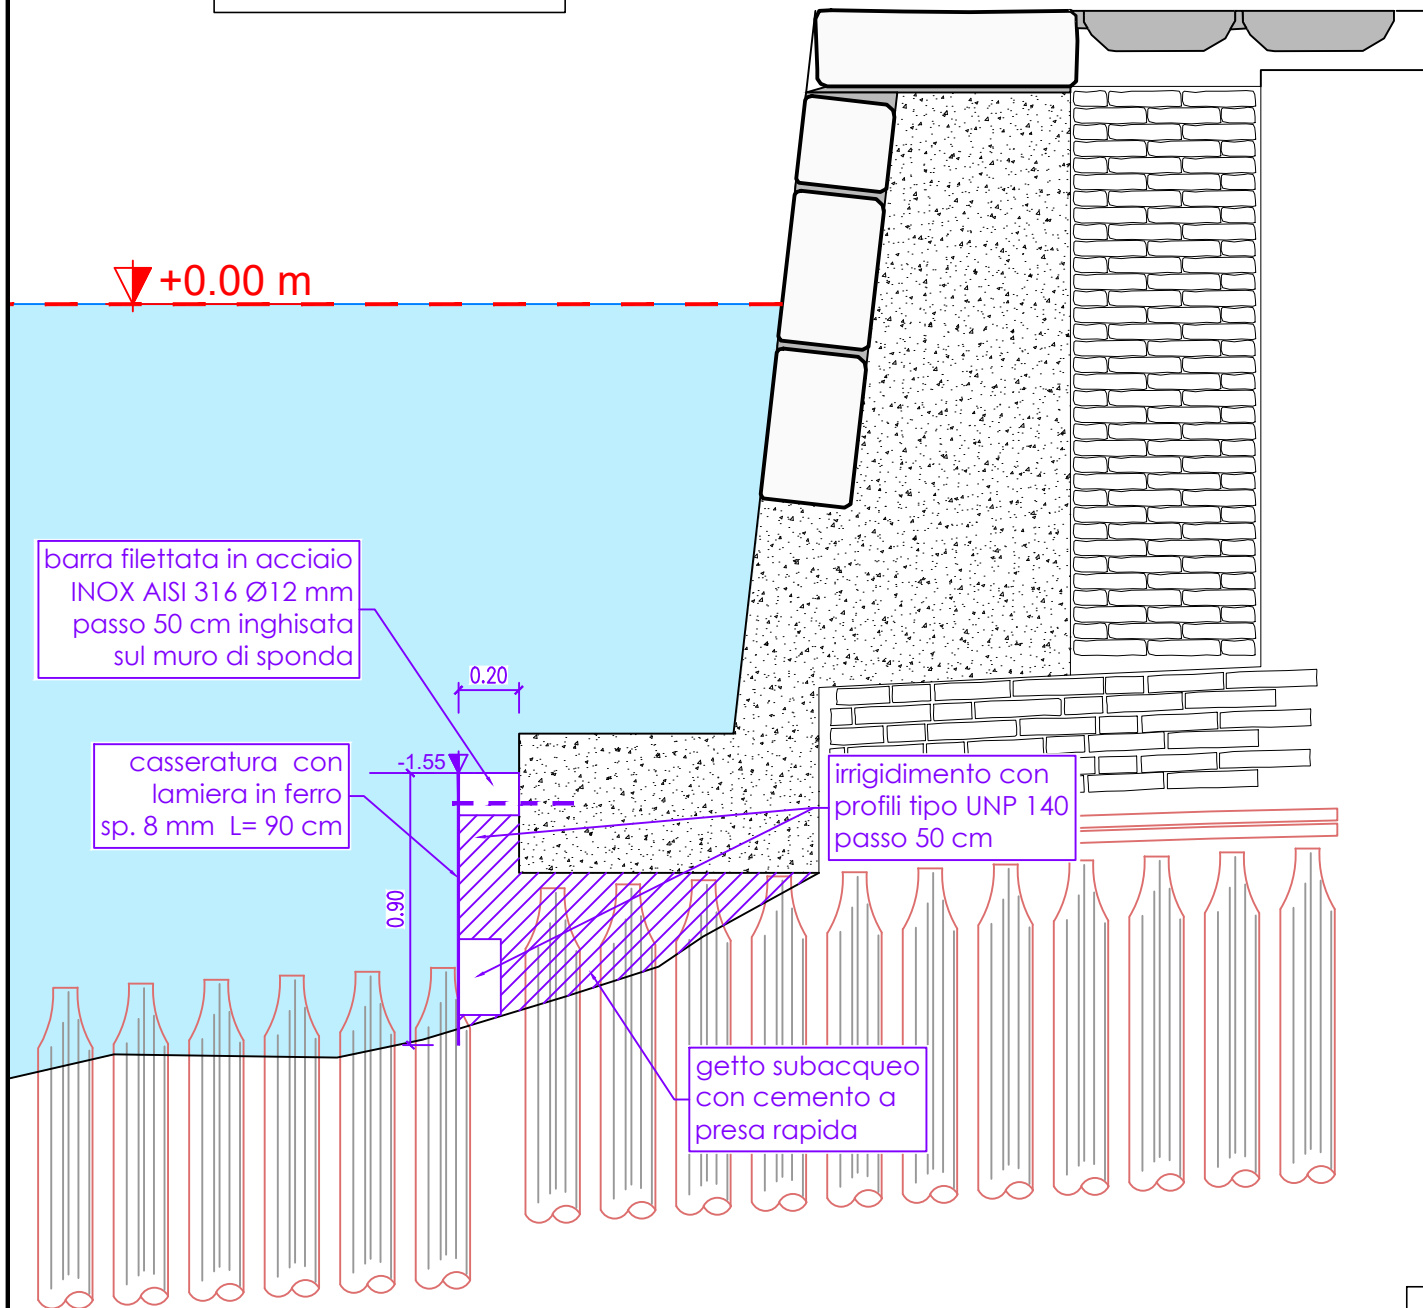 +0.00 m
barra filettata in acciaio
INOX AISI 316 Ø12 mm
passo 50 cm inghisata
sul muro di sponda
0.20
casseratura con
lamiera in ferro
sp. 8 mm L= 90 cm
-1.55
irrigidimento con
profili tipo UNP 140
passo 50 cm
0.90
getto subacqueo
con cemento a
presa rapida